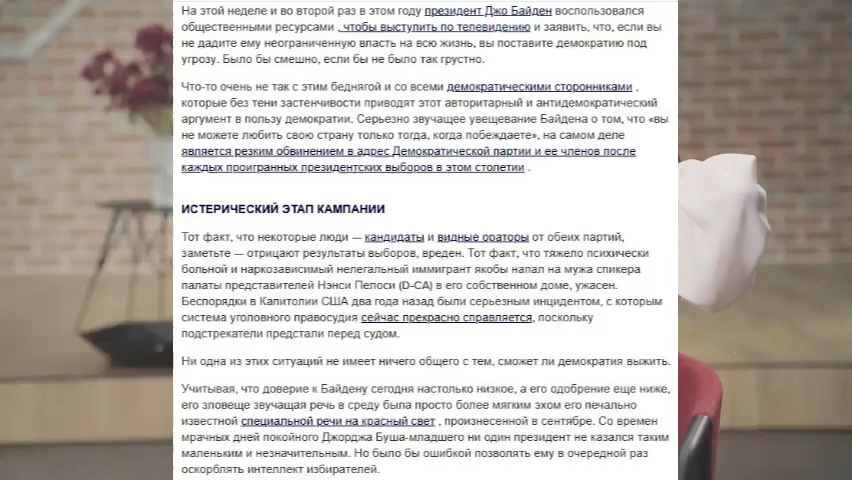 На этой неделе и во второй раз в этом году президент Джо Байден воспользовался
общественными ресурсами , чтобы выступить по телевидению и заявить, что, если вы
не дадите ему неограниченную власть на всю жизнь, вы поставите демократию под
угрозу. Было бы смешно, если бы не было так грустно.
Что-то очень не так с этим беднягой и со всеми демократическими сторонниками ,
которые без тени застенчивости приводят этот авторитарный и антидемократический
аргумент в пользу демократии. Серьезно звучащее увещевание Байдена о том, что «вы
не можете любить свою страну только тогда, когда побеждаете», на самом деле
является резким обвинением в адрес Демократической партии и ее членов после
каждых проигранных президентских выборов в этом столетии .
ИСТЕРИЧЕСКИЙ ЭТАП КАМПАНИИ
Тот факт, что некоторые люди — кандидаты и видные ораторы от обеих партий,
заметьте — отрицают результаты выборов, вреден. Тот факт, что тяжело психически
больной и наркозависимый нелегальный иммигрант якобы напал на мужа спикера
палаты представителей Нэнси Пелоси (D-CA) в его собственном доме, ужасен.
Беспорядки в Капитолии США два года назад были серьезным инцидентом, с которым
система уголовного правосудия сейчас прекрасно справляется, поскольку
подстрекатели предстали перед судом.
Ни одна из этих ситуаций не имеет ничего общего с тем, сможет ли демократия выжить.
Учитывая, что доверие к Байдену сегодня настолько низкое, а его одобрение еще ниже,
его зловеще звучащая речь в среду была просто более мягким эхом его печально
известной специальной речи на красный свет , произнесенной в сентябре. Со времен
мрачных дней покойного Джорджа Буша-младшего ни один президент не казался таким
маленьким и незначительным. Но было бы ошибкой позволять ему в очередной раз
оскорблять интеллект избирателей.